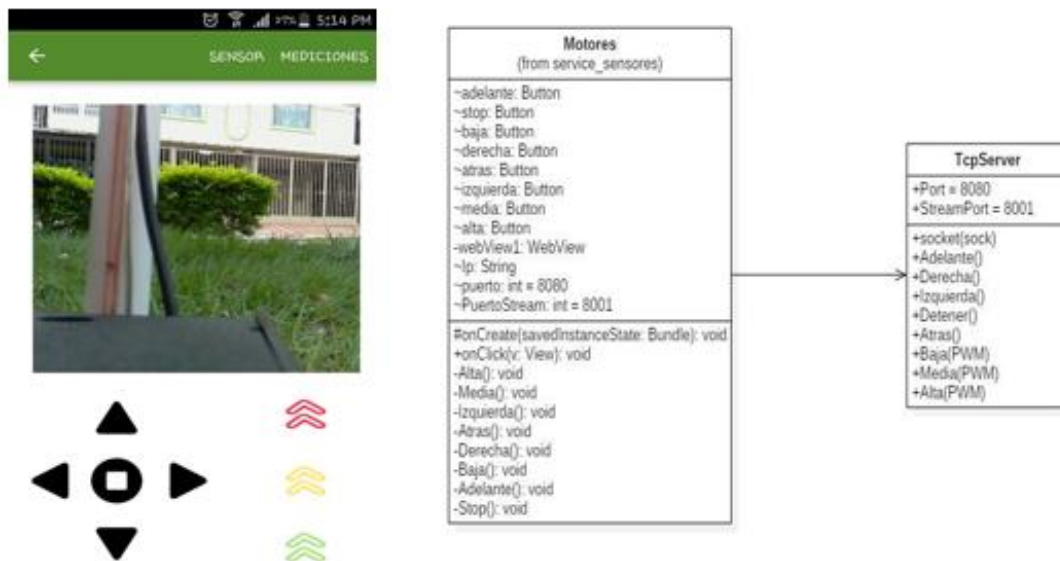 5:14 PM
SENSOR MEDICIONES
Motores
(from service_sensores)
~adelante: Button
~stop: Button
~baja: Button
~derecha: Button
~atras: Button
~izquierda: Button
~media: Button
~alta: Button
-webView1: WebView
~Ip: String
~puerto: int = 8080
~PuertoStream: int = 8001
#onCreate(savedInstanceState: Bundle): void
+onClick(v: View): void
-Alta(): void
-Media(): void
-Izquierda(): void
-Atras(): void
-Derecha(): void
-Baja(): void
-Adelante(): void
-Stop(): void
TcpServer
+Port = 8080
+StreamPort = 8001
+socket(sock)
+Adelante()
+Derecha()
+Izquierda()
+Detener()
+Atras()
+Baja(PWM)
+Media(PWM)
+Alta(PWM)